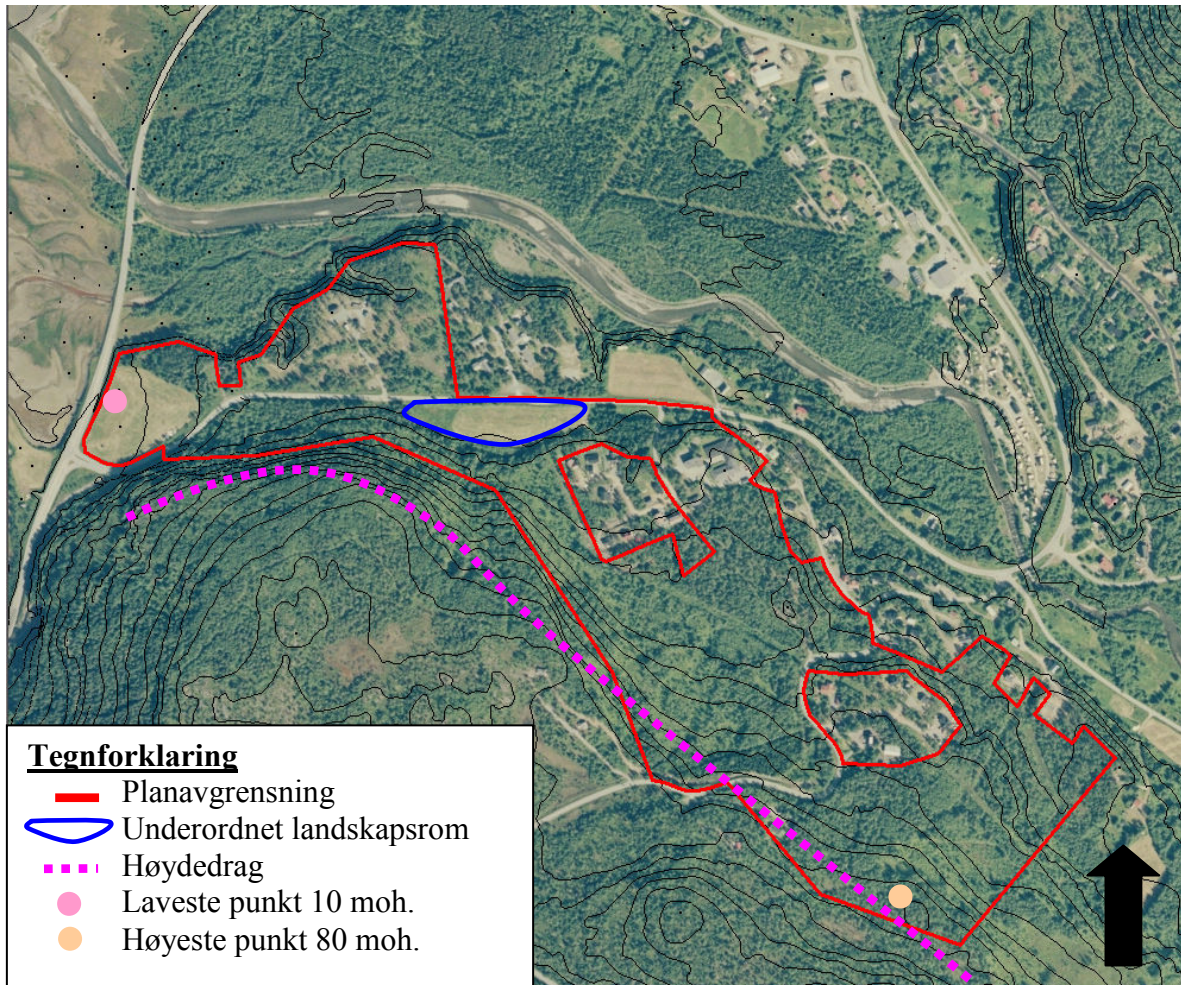 Tegnforklaring
Planavgrensning
Underordnet landskapsrom
Høydedrag
Laveste punkt 10 moh.
Høyeste punkt 80 moh.